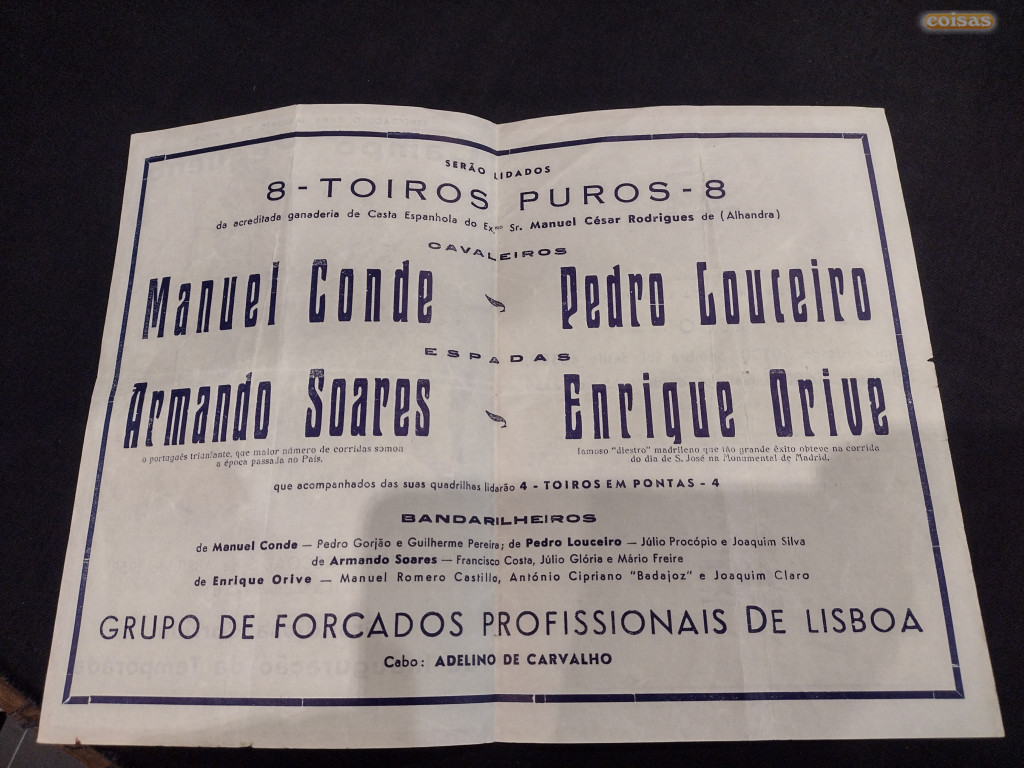 coisas
SERÃO LIDADOS
8 - TOIROS PUROS - 8
da acreditada ganaderia de Casta Espanhola do Ex.mo Sr. Manuel César Rodrigues de (Alhandra)
CAVALEIROS
Manuel Conde - Pedro Louceiro
ESPADAS
Armando Soares - Enrique Orive
o português triunfante, que maior número de corridas somou
a época passada no País.
famoso "diestro" madrileno que tão grande êxito obteve na corrida
do dia de S. José na Monumental de Madrid.
que acompanhados das suas quadrilhas lidarão 4 - TOIROS EM PONTAS - 4
BANDARILHEIROS
de Manuel Conde — Pedro Gorjão e Guilherme Pereira; de Pedro Louceiro — Júlio Procópio e Joaquim Silva
de Armando Soares — Francisco Costa, Júlio Glória e Mário Freire
de Enrique Orive — Manuel Romero Castillo, António Cipriano "Badajoz" e Joaquim Claro
GRUPO DE FORCADOS PROFISSIONAIS DE LISBOA
Cabo: ADELINO DE CARVALHO